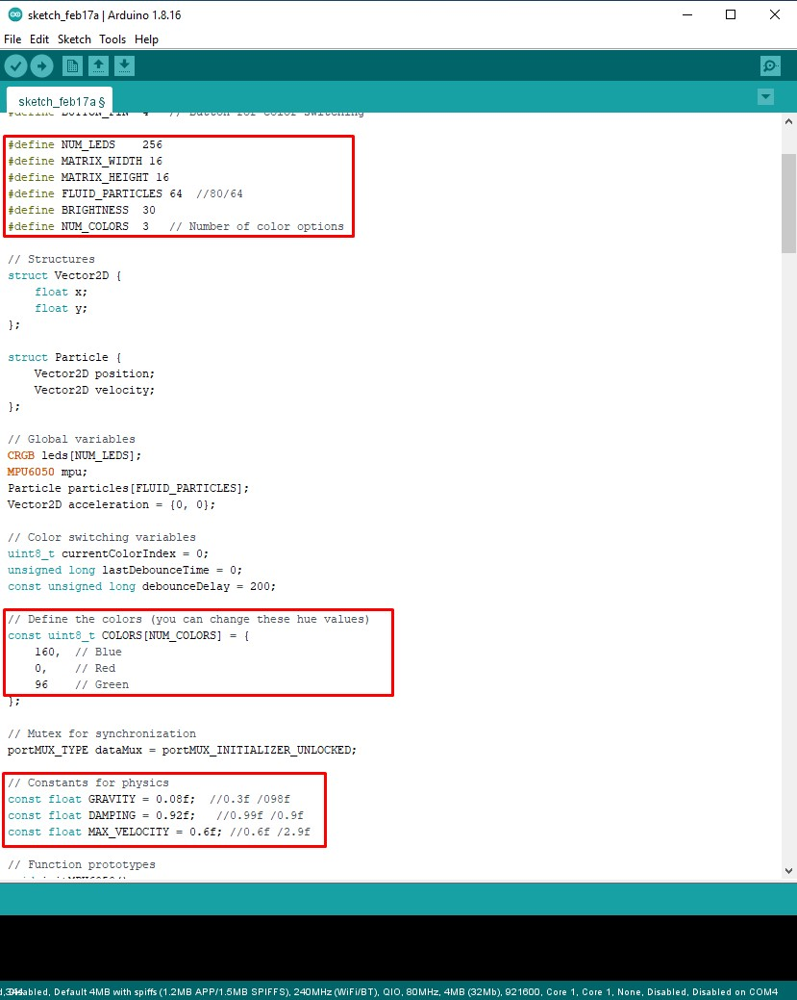 sketch_feb17a | Arduino 1.8.16
File Edit Sketch Tools Help
sketch_feb17a §
#define BUTTON_PIN 4 // Button for color switching
#define NUM_LEDS 256
#define MATRIX_WIDTH 16
#define MATRIX_HEIGHT 16
#define FLUID_PARTICLES 64 //80/64
#define BRIGHTNESS 30
#define NUM_COLORS 3 // Number of color options
// Structures
struct Vector2D {
float x;
float y;
};
struct Particle {
Vector2D position;
Vector2D velocity;
};
// Global variables
CRGB leds[NUM_LEDS];
MPU6050 mpu;
Particle particles[FLUID_PARTICLES];
Vector2D acceleration = {0, 0};
// Color switching variables
uint8_t currentColorIndex = 0;
unsigned long lastDebounceTime = 0;
const unsigned long debounceDelay = 200;
// Define the colors (you can change these hue values)
const uint8_t COLORS[NUM_COLORS] = {
160, // Blue
0, // Red
96 // Green
};
// Mutex for synchronization
portMUX_TYPE dataMux = portMUX_INITIALIZER_UNLOCKED;
// Constants for physics
const float GRAVITY = 0.08f; //0.3f /098f
const float DAMPING = 0.92f; //0.99f /0.9f
const float MAX_VELOCITY = 0.6f; //0.6f /2.9f
// Function prototypes
Default 4MB with spiffs (1.2MB APP/1.5MB SPIFFS), 240MHz (WiFi/BT), QIO, 80MHz, 4MB (32Mb), 921600, Core 1, Core 1, None, Disabled, Disabled on COM4